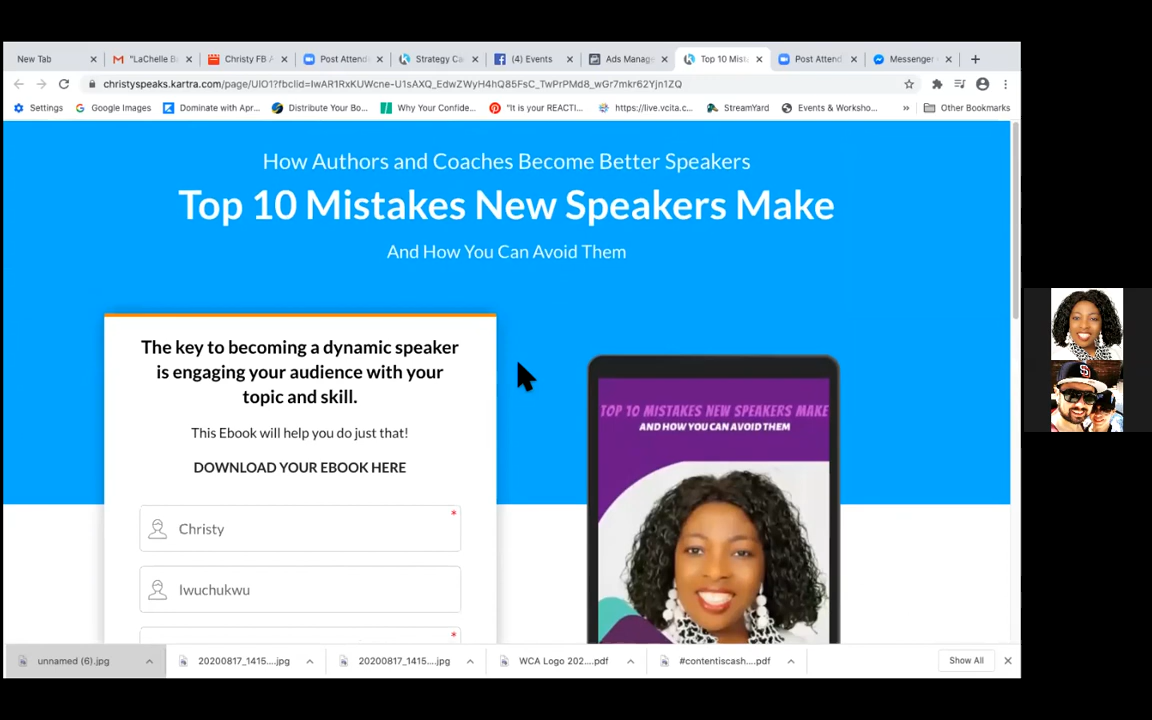 New Tab
"LaChelle B
Christy FB A
Post Attend
Strategy Ca
(4) Events
Ads Manage
Top 10 Mista
Post Attend
Messenger
christyspeaks.kartra.com/page/UIO1?fbclid=IwAR1RxKUWcne-U1sAXQ_EdwZWyH4hQ85FsC_TwPrPMd8_wGr7mkr62Yjn1ZQ
Settings
Google Images
Dominate with Apr...
Distribute Your Bo...
Why Your Confide...
"It is your REACTI...
https://live.vcita.c...
StreamYard
Events & Worksho...
»
Other Bookmarks
How Authors and Coaches Become Better Speakers
Top 10 Mistakes New Speakers Make
And How You Can Avoid Them
The key to becoming a dynamic speaker
is engaging your audience with your
topic and skill.
This Ebook will help you do just that!
DOWNLOAD YOUR EBOOK HERE
Christy
*
Iwuchukwu
*
TOP 10 MISTAKES NEW SPEAKERS MAKE
AND HOW YOU CAN AVOID THEM
unnamed (6).jpg
20200817_1415....jpg
20200817_1415....jpg
WCA Logo 202....pdf
#contentiscash....pdf
Show All